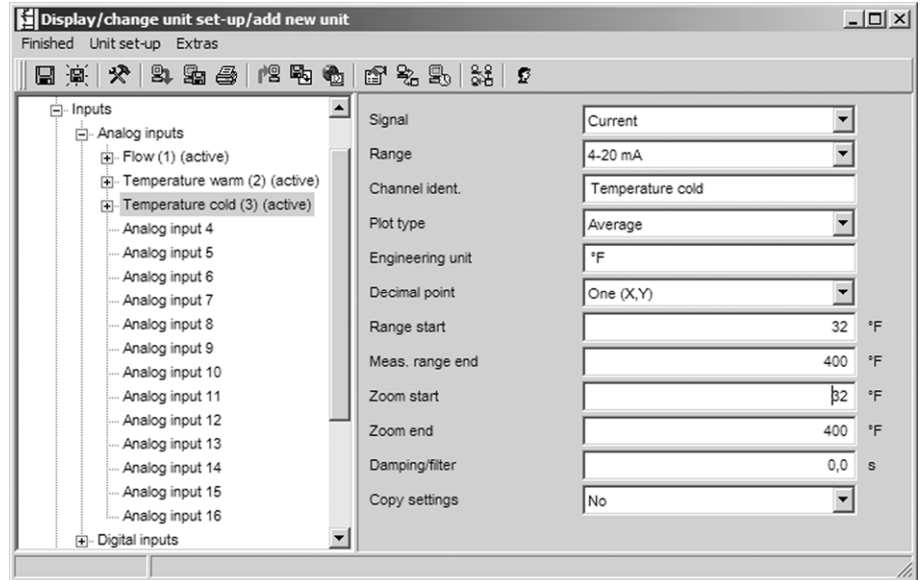 Display/change unit set-up/add new unit
Finished Unit set-up Extras
Inputs
Analog inputs
Flow (1) (active)
Temperature warm (2) (active)
Temperature cold (3) (active)
Analog input 4
Analog input 5
Analog input 6
Analog input 7
Analog input 8
Analog input 9
Analog input 10
Analog input 11
Analog input 12
Analog input 13
Analog input 14
Analog input 15
Analog input 16
Digital inputs
Signal Current
Range 4-20 mA
Channel ident. Temperature cold
Plot type Average
Engineering unit °F
Decimal point One (X,Y)
Range start 32 °F
Meas. range end 400 °F
Zoom start 32 °F
Zoom end 400 °F
Damping/filter 0,0 s
Copy settings No